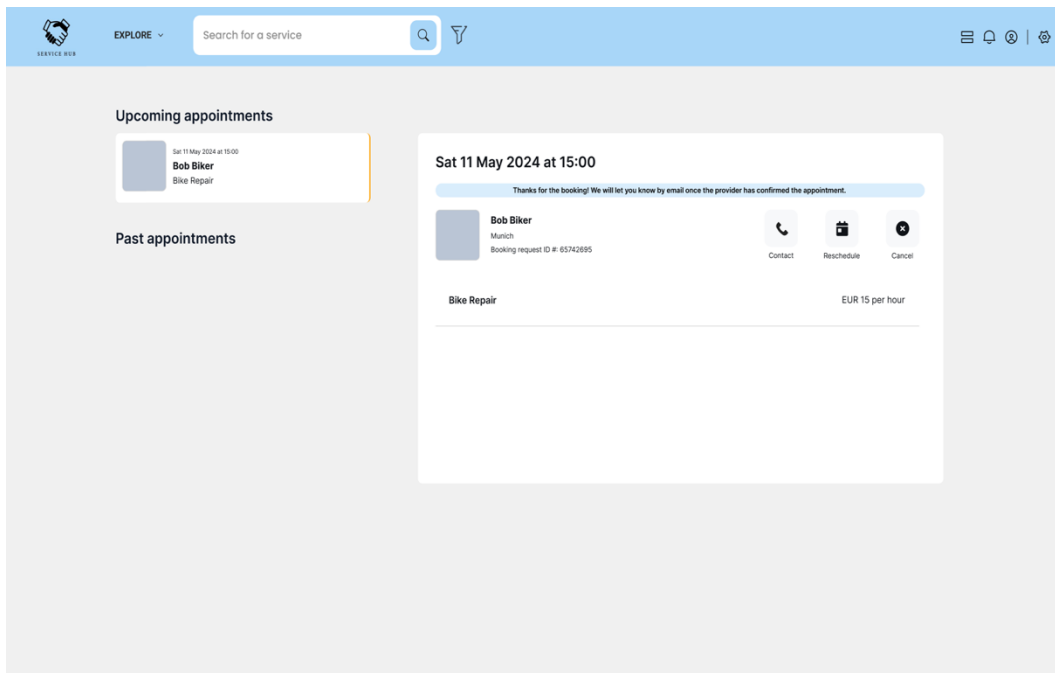 SERVICE HUB
EXPLORE
Search for a service
Upcoming appointments
Sat 11 May 2024 at 15:00
Bob Biker
Bike Repair
Past appointments
Sat 11 May 2024 at 15:00
Thanks for the booking! We will let you know by email once the provider has confirmed the appointment.
Bob Biker
Munich
Booking request ID #: 65742695
Contact
Reschedule
Cancel
Bike Repair
EUR 15 per hour